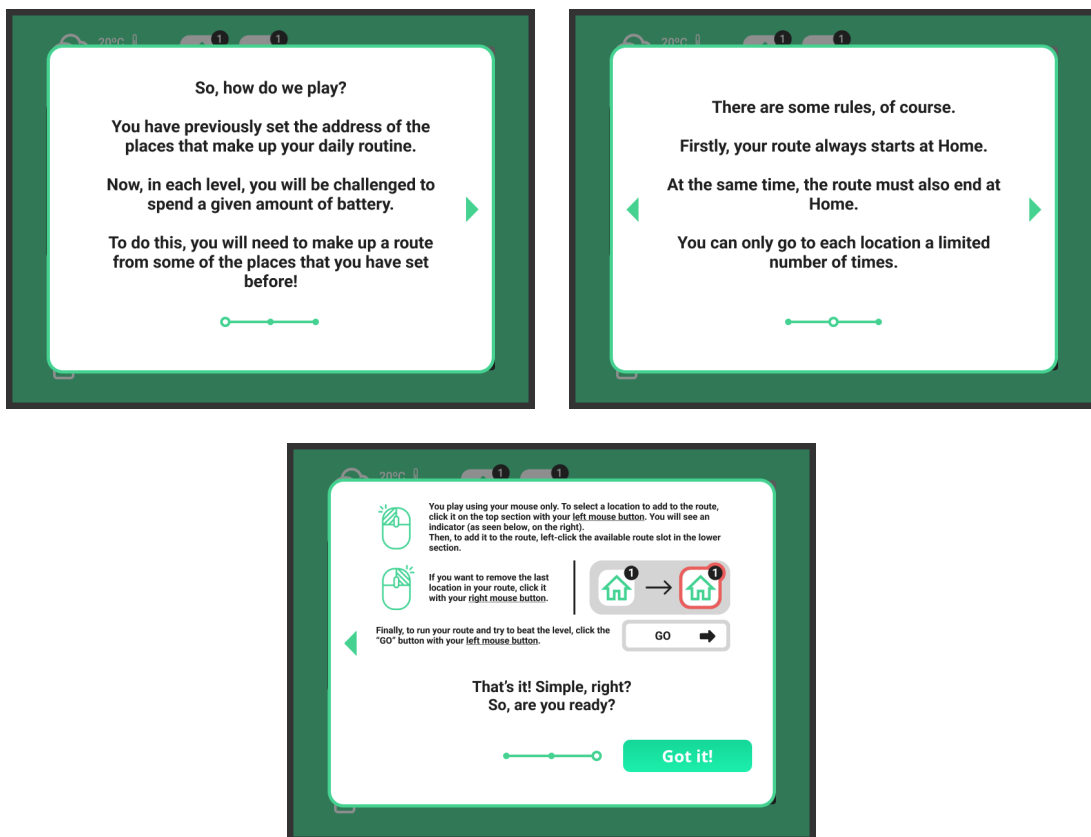 20°C
1
1
So, how do we play?
You have previously set the address of the
places that make up your daily routine.
Now, in each level, you will be challenged to
spend a given amount of battery.
To do this, you will need to make up a route
from some of the places that you have set
before!
20°C
1
1
There are some rules, of course.
Firstly, your route always starts at Home.
At the same time, the route must also end at
Home.
You can only go to each location a limited
number of times.
20°C
1
1
You play using your mouse only. To select a location to add to the route,
click it on the top section with your left mouse button. You will see an
indicator (as seen below, on the right).
Then, to add it to the route, left-click the available route slot in the lower
section.
If you want to remove the last
location in your route, click it
with your right mouse button.
1
1
Finally, to run your route and try to beat the level, click the
"GO" button with your left mouse button.
GO
That's it! Simple, right?
So, are you ready?
Got it!